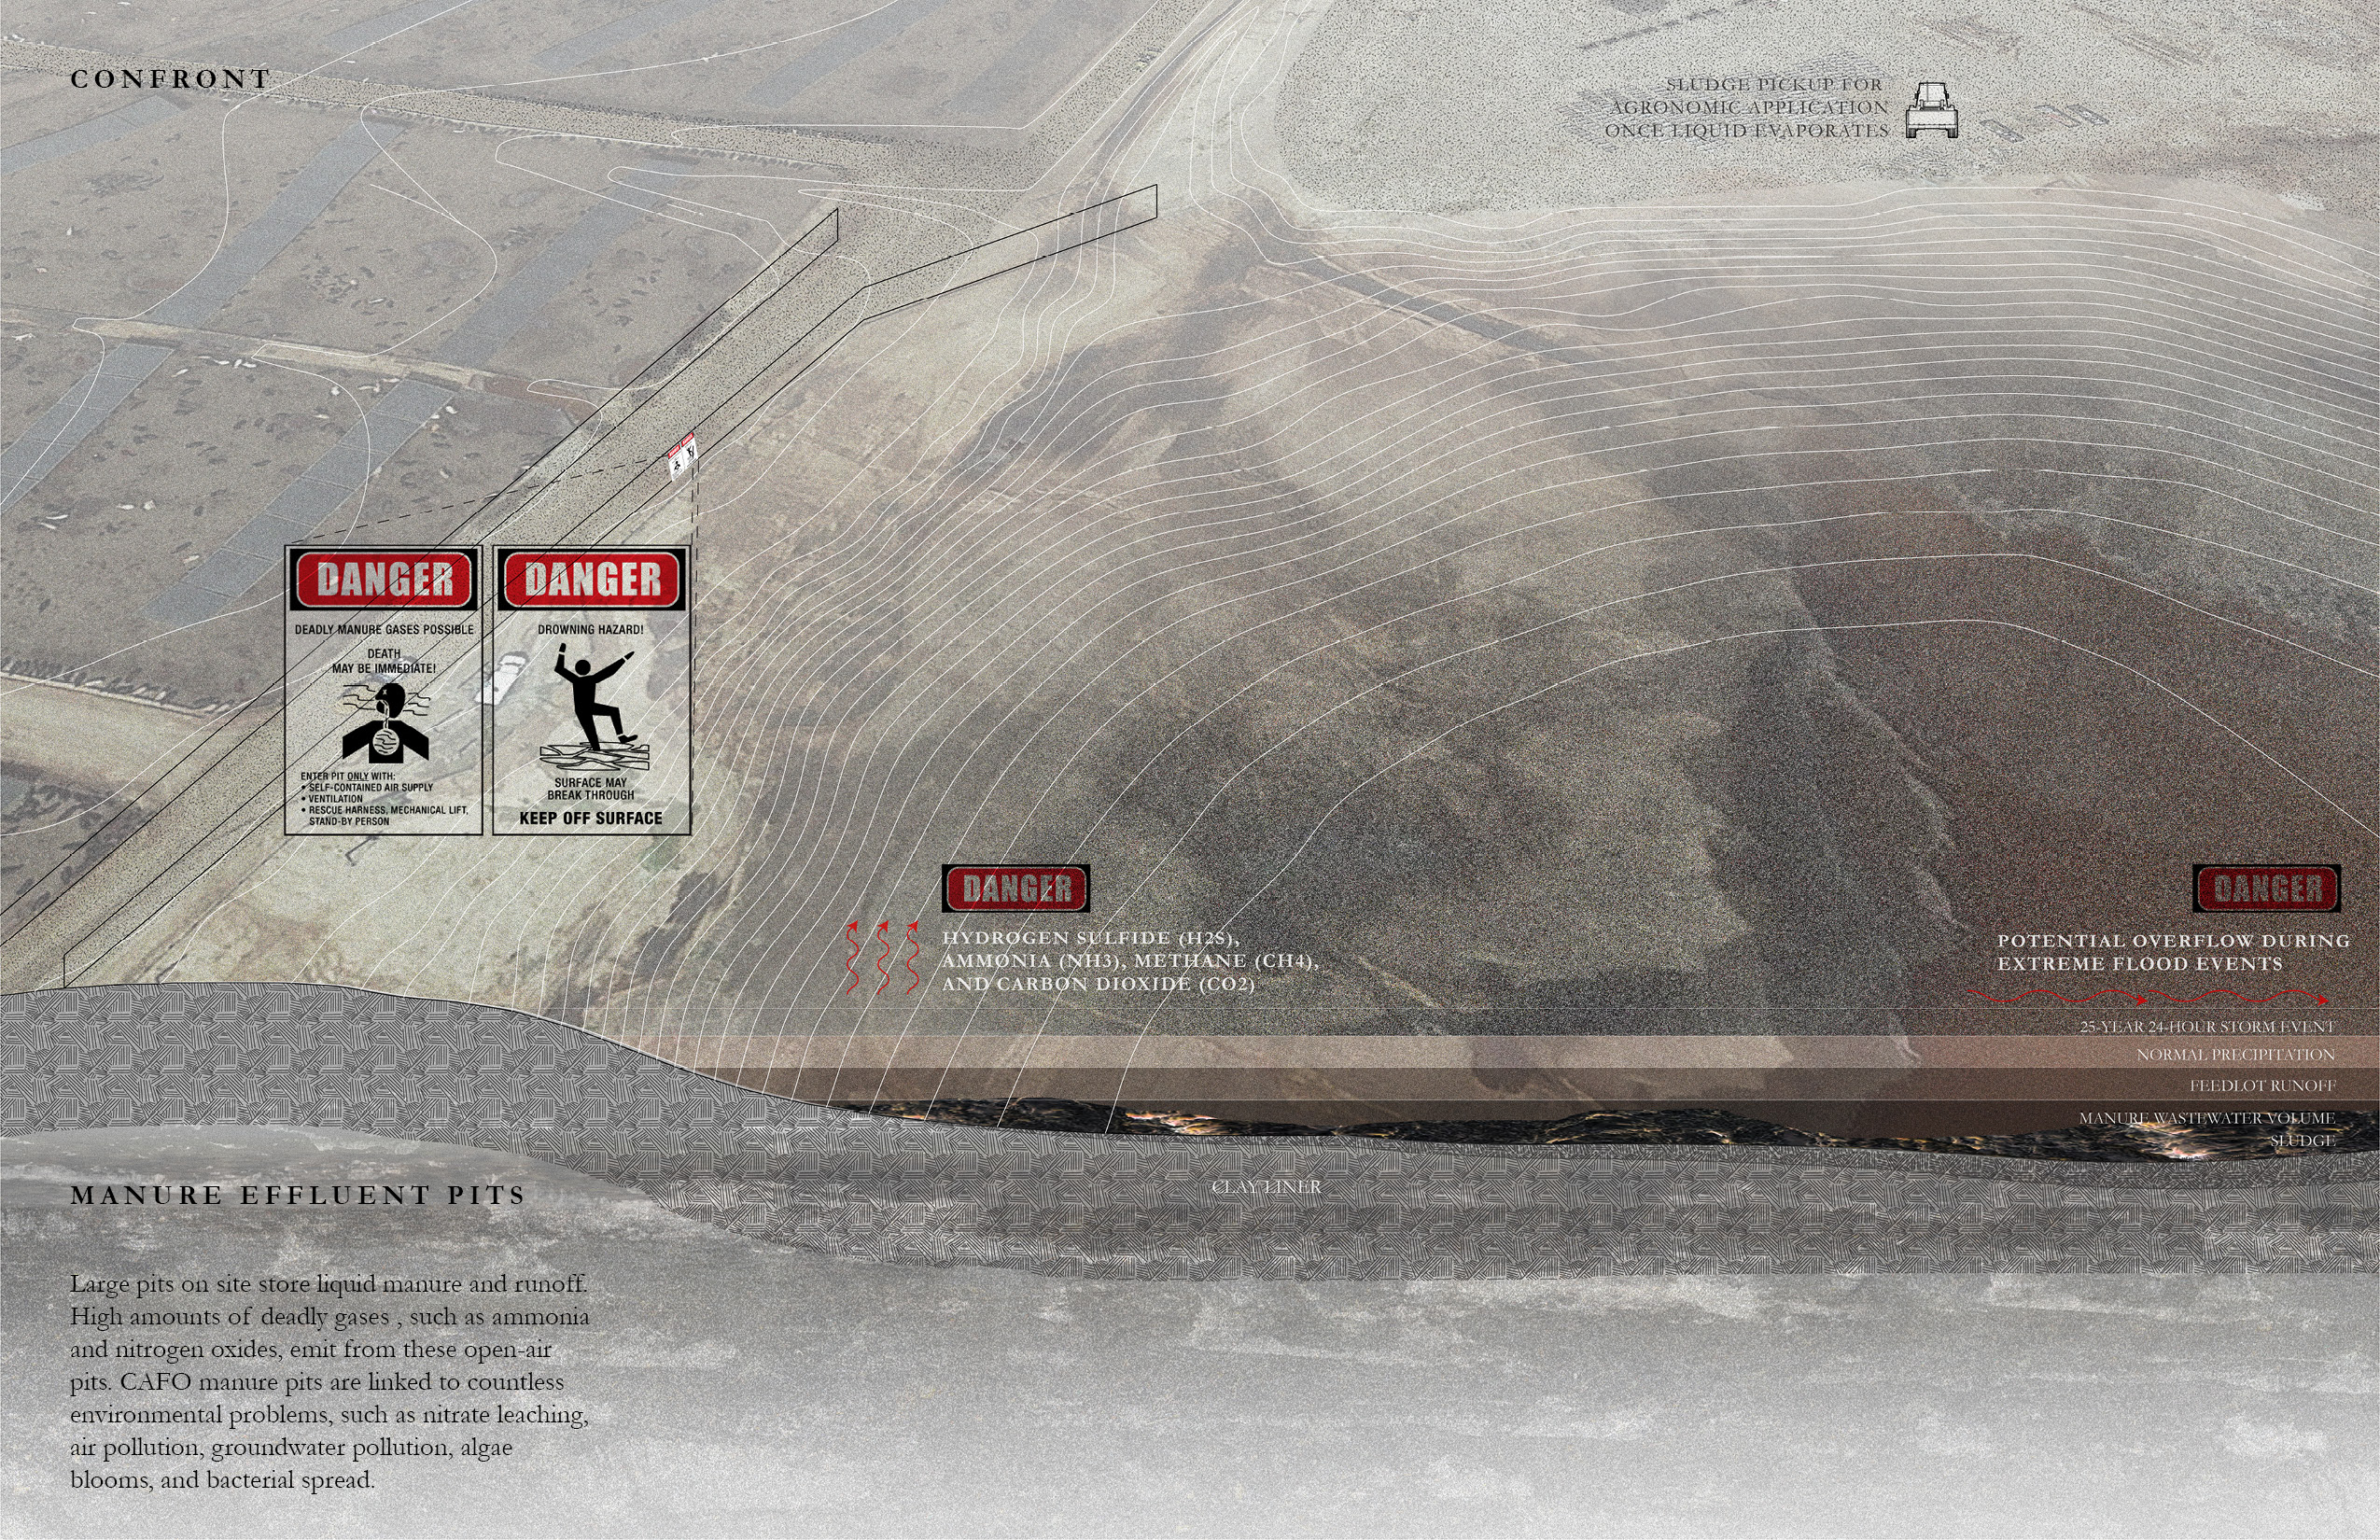 CONFRONT
SLUDGE PICKUP FOR
AGRONOMIC APPLICATION
ONCE LIQUID EVAPORATES
DANGER
DEADLY MANURE GASES POSSIBLE
DEATH
MAY BE IMMEDIATE!
ENTER PIT ONLY WITH:
• SELF-CONTAINED AIR SUPPLY
• VENTILATION
• RESCUE HARNESS, MECHANICAL LIFT,
STAND-BY PERSON
DANGER
DROWNING HAZARD!
SURFACE MAY
BREAK THROUGH
KEEP OFF SURFACE
DANGER
HYDROGEN SULFIDE (H2S),
AMMONIA (NH3), METHANE (CH4),
AND CARBON DIOXIDE (CO2)
DANGER
POTENTIAL OVERFLOW DURING
EXTREME FLOOD EVENTS
25-YEAR 24-HOUR STORM EVENT
NORMAL PRECIPITATION
FEEDLOT RUNOFF
MANURE WASTEWATER VOLUME
SLUDGE
CLAY LINER
MANURE EFFLUENT PITS
Large pits on site store liquid manure and runoff.
High amounts of deadly gases , such as ammonia
and nitrogen oxides, emit from these open-air
pits. CAFO manure pits are linked to countless
environmental problems, such as nitrate leaching,
air pollution, groundwater pollution, algae
blooms, and bacterial spread.